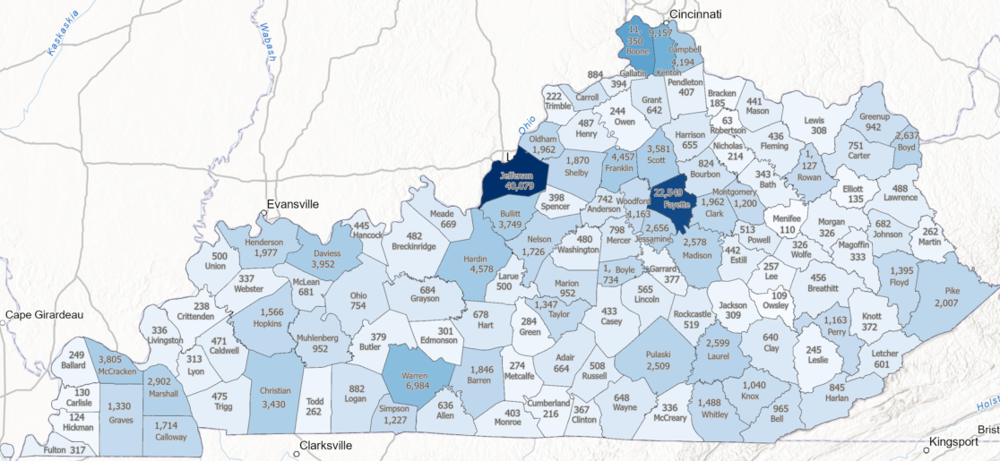 Kaskaskia
Wabash
Cincinnati
11,
350
Boone
9,157
Kenton
Campbell
4,194
Gallatin
394
884
Carroll
Pendleton
407
222
Trimble
Grant
642
Bracken
185
441
Mason
244
Owen
63
Robertson
Lewis
308
Greenup
942
2,637
Boyd
Ohio
487
Henry
Oldham
1,962
Harrison
655
Nicholas
214
436
Fleming
751
Carter
L
Jefferson
40,079
1,870
Shelby
4,457
Franklin
3,581
Scott
824
Bourbon
343
Bath
1,
127
Rowan
Elliott
135
488
Lawrence
398
Spencer
742
Anderson
Woodford
1,163
22,549
Fayette
1,962
Clark
Montgomery
1,200
Menifee
110
Morgan
326
682
Johnson
262
Martin
Evansville
445
Hancock
Meade
669
Bullitt
3,749
482
Breckinridge
Nelson
1,726
480
Washington
798
Mercer
2,656
Jessamine
2,578
Madison
513
Powell
442
Estill
326
Wolfe
Magoffin
333
Henderson
1,977
500
Union
Daviess
3,952
Hardin
4,578
Larue
500
Marion
952
1,
734
Boyle
Garrard
377
257
Lee
456
Breathitt
1,395
Floyd
Pike
2,007
337
Webster
McLean
681
Ohio
754
684
Grayson
565
Lincoln
109
Owsley
Jackson
309
Cape Girardeau
238
Crittenden
1,566
Hopkins
678
Hart
284
Green
1,347
Taylor
433
Casey
Rockcastle
519
1,163
Perry
Knott
372
336
Livingston
471
Caldwell
Muhlenberg
952
379
Butler
301
Edmonson
640
Clay
245
Leslie
Letcher
601
249
Ballard
3,805
McCracken
313
Lyon
Warren
6,984
1,846
Barren
274
Metcalfe
Adair
664
508
Russell
Pulaski
2,509
2,599
Laurel
130
Carlisle
2,902
Marshall
475
Trigg
Christian
3,430
Todd
262
882
Logan
Simpson
1,227
636
Allen
403
Monroe
Cumberland
216
367
Clinton
648
Wayne
336
McCreary
1,488
Whitley
1,040
Knox
965
Bell
845
Harlan
124
Hickman
1,330
Graves
1,714
Calloway
Fulton 317
Clarksville
Holst
Brist
Kingsport